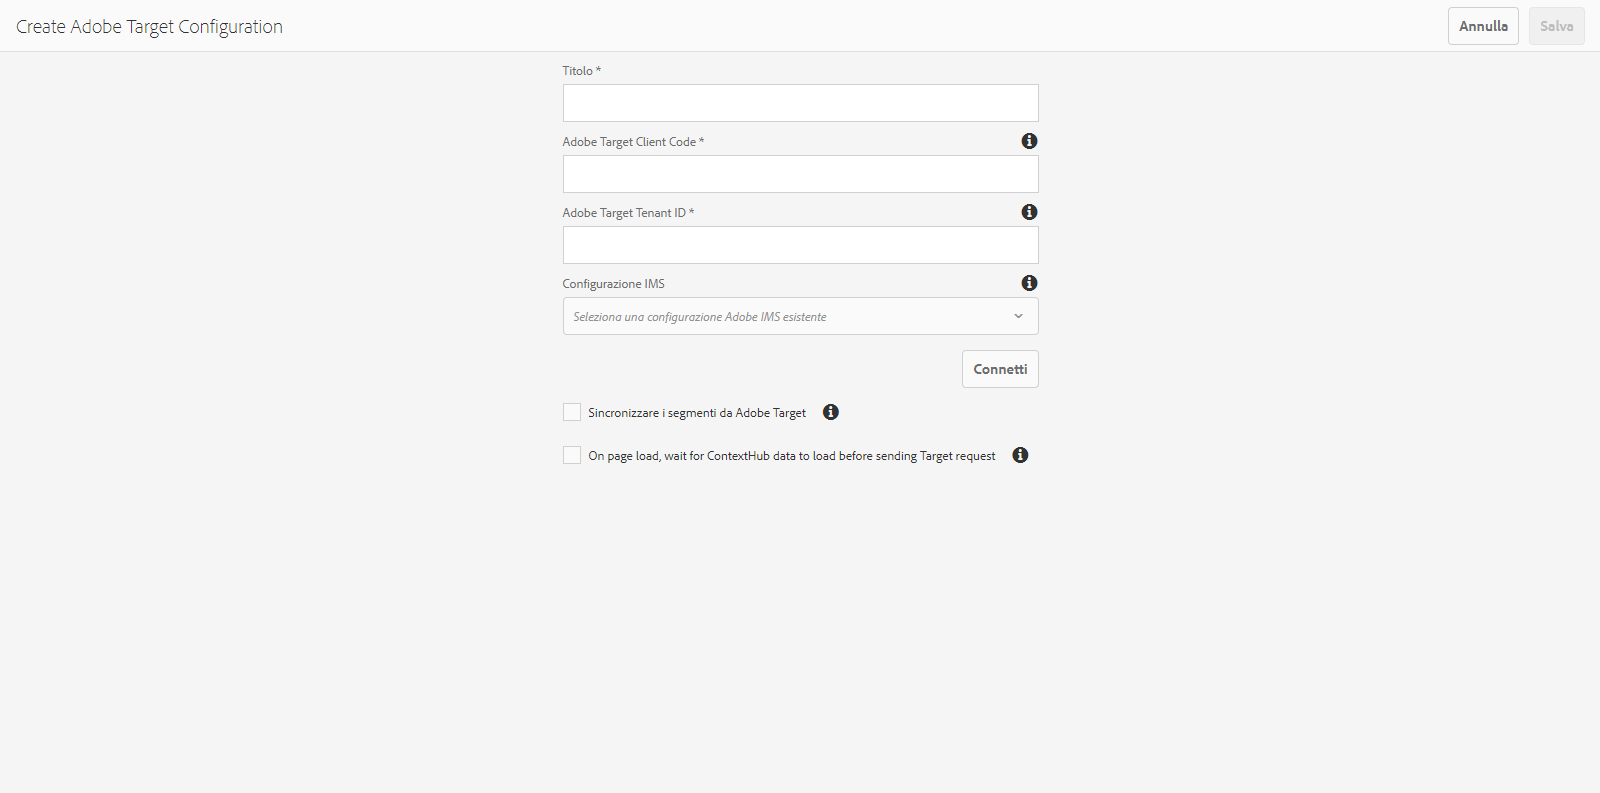 Create Adobe Target Configuration
Annulla
Salva
Titolo *
Adobe Target Client Code *
Adobe Target Tenant ID *
Configurazione IMS
Seleziona una configurazione Adobe IMS esistente
Connetti
Sincronizzare i segmenti da Adobe Target
On page load, wait for ContextHub data to load before sending Target request